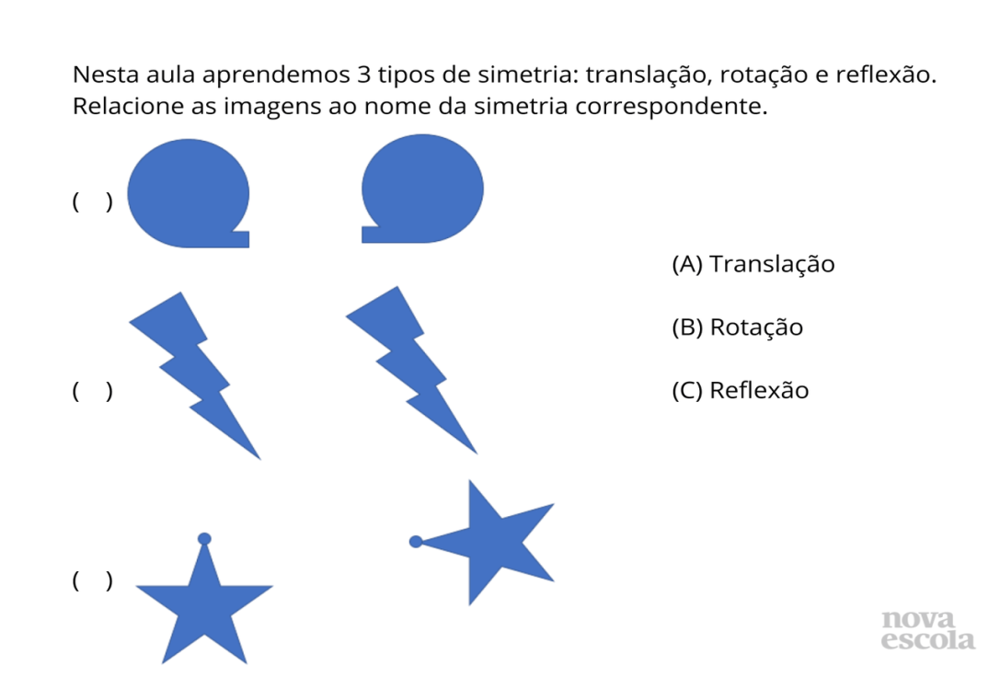 Nesta aula aprendemos 3 tipos de simetria: translação, rotação e reflexão.
Relacione as imagens ao nome da simetria correspondente.
( )
(A) Translação
(B) Rotação
(C) Reflexão
( )
( )
nova
escola